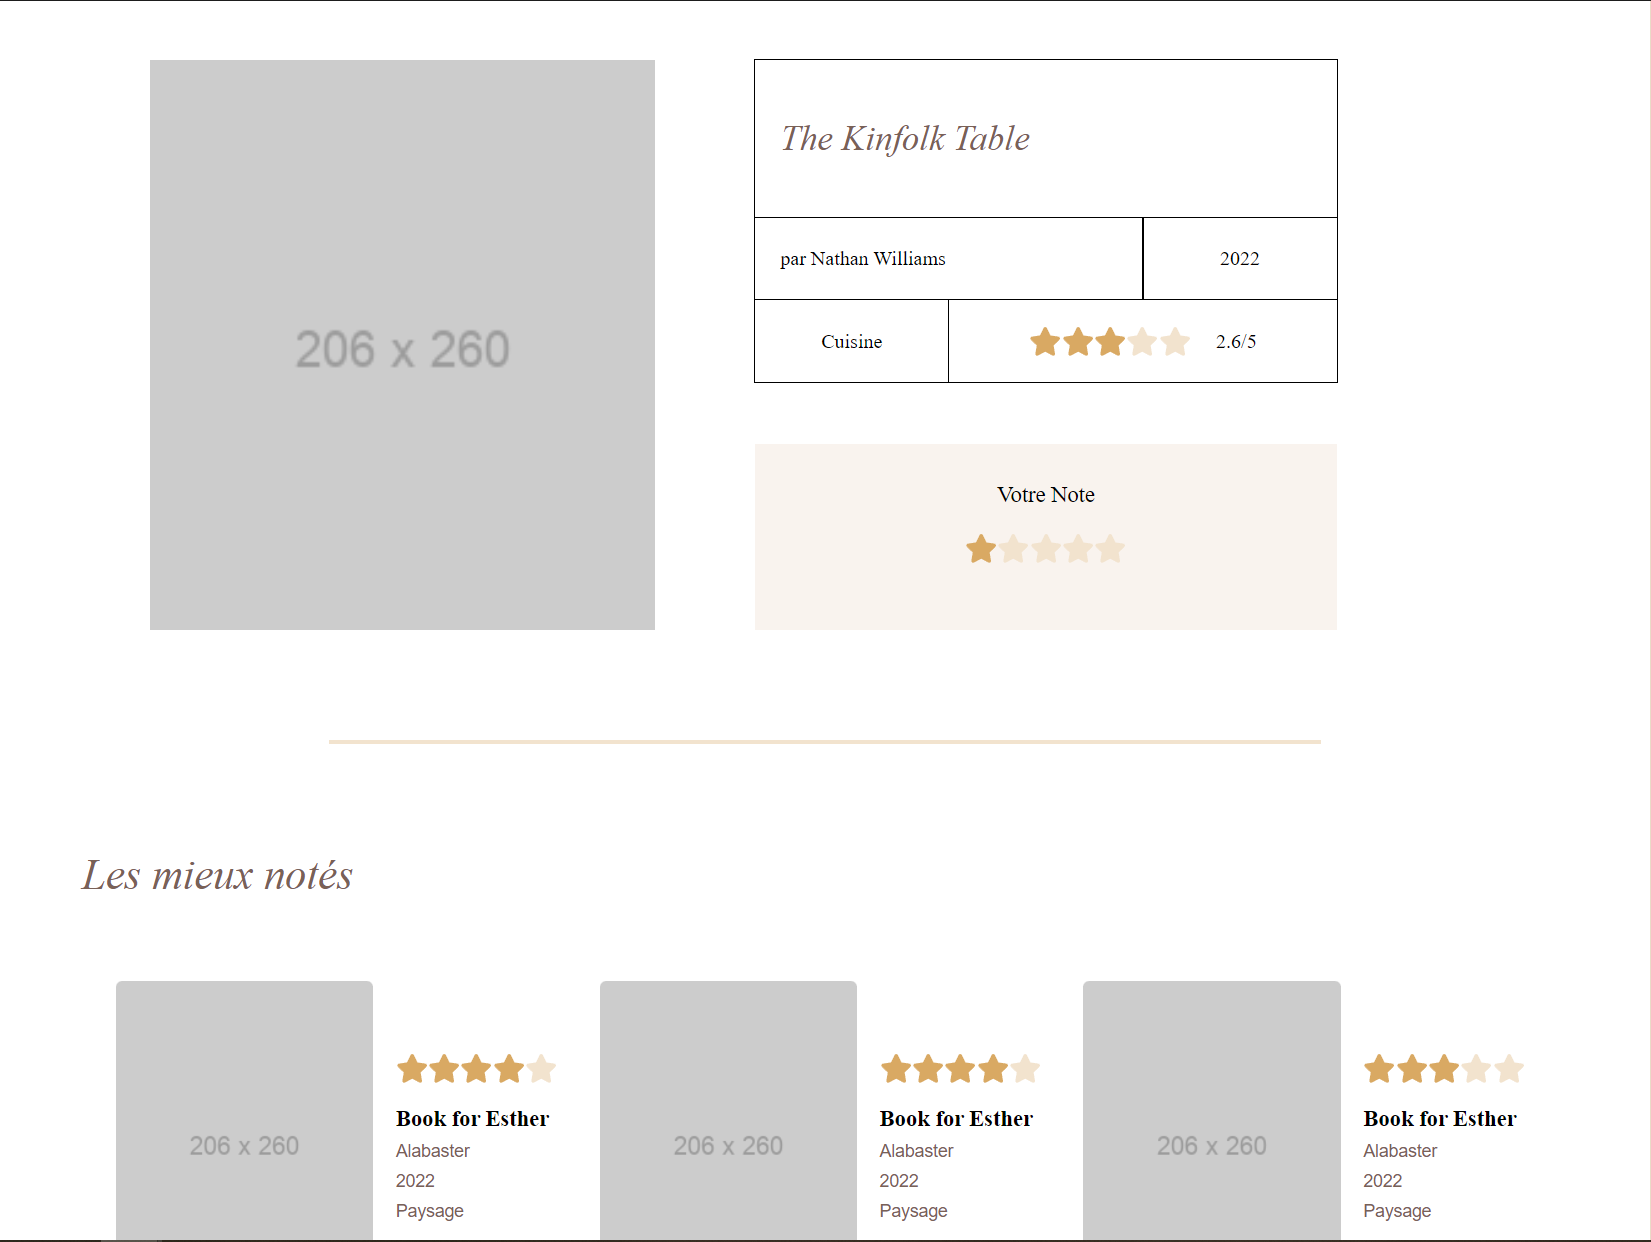 206 x 260
The Kinfolk Table
par Nathan Williams
2022
Cuisine
2.6/5
Votre Note
Les mieux notés
206 x 260
Book for Esther
Alabaster
2022
Paysage
206 x 260
Book for Esther
Alabaster
2022
Paysage
206 x 260
Book for Esther
Alabaster
2022
Paysage